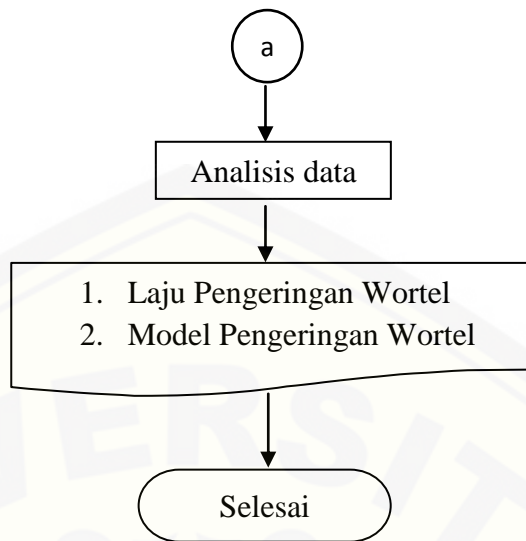 a
Analisis data
1. Laju Pengeringan Wortel
2. Model Pengeringan Wortel
Selesai